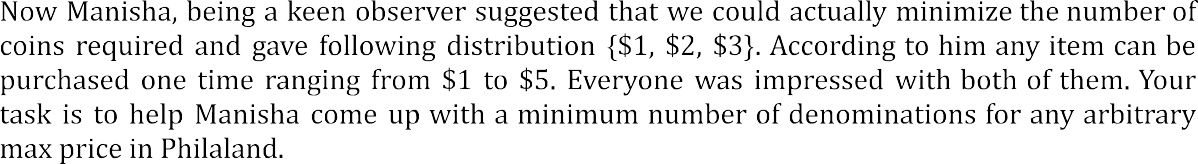 Now Manisha, being a keen observer suggested that we could actually minimize the number of
coins required and gave following distribution {$1, $2, $3}. According to him any item can be
purchased one time ranging from $1 to $5. Everyone was impressed with both of them. Your
task is to help Manisha come up with a minimum number of denominations for any arbitrary
max price in Philaland.